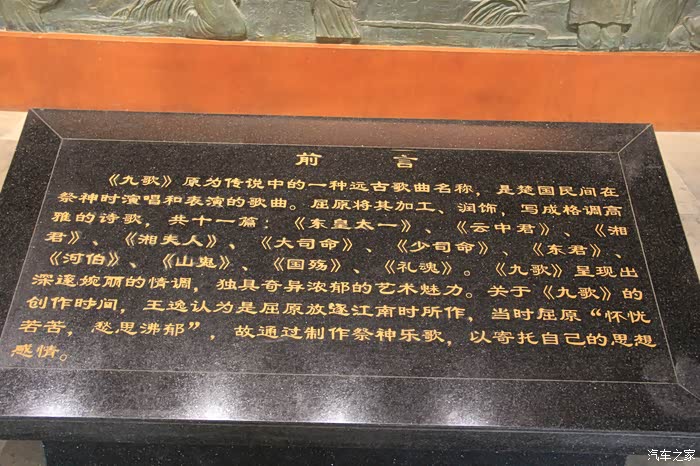 前 言
《九歌》原为传说中的一种远古歌曲名称，是楚国民间在
祭神时演唱和表演的歌曲。屈原将其加工、润饰，写成格调高
雅的诗歌，共十一篇：《东皇太一》、《云中君》、《湘
君》、《湘夫人》、《大司命》、《少司命》、《东君》、
《河伯》、《山鬼》、《国殇》、《礼魂》。《九歌》呈现出
深邃婉丽的情调，独具奇异浓郁的艺术魅力。关于《九歌》的
创作时间，王逸认为是屈原放逐江南时所作，当时屈原“怀忧
若苦，愁思沸郁”，故通过制作祭神乐歌，以寄托自己的思想
感情。
汽车之家